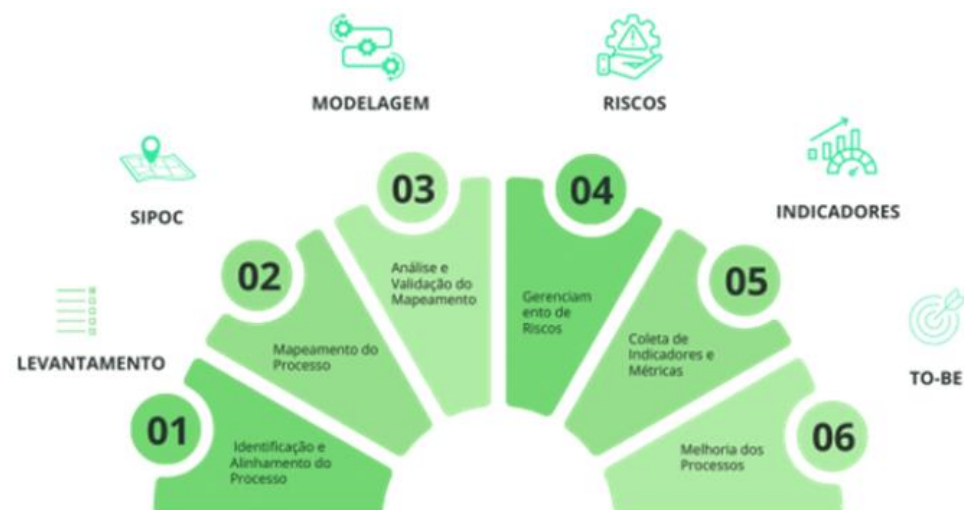 MODELAGEM
RISCOS
SIPOC
INDICADORES
LEVANTAMENTO
TO-BE
01
Identificação e
Alinhamento do
Processo
02
Mapeamento do
Processo
03
Análise e
Validação do
Mapeamento
04
Gerenciam
ento de
Riscos
05
Coleta de
Indicadores e
Métricas
06
Melhoria dos
Processos